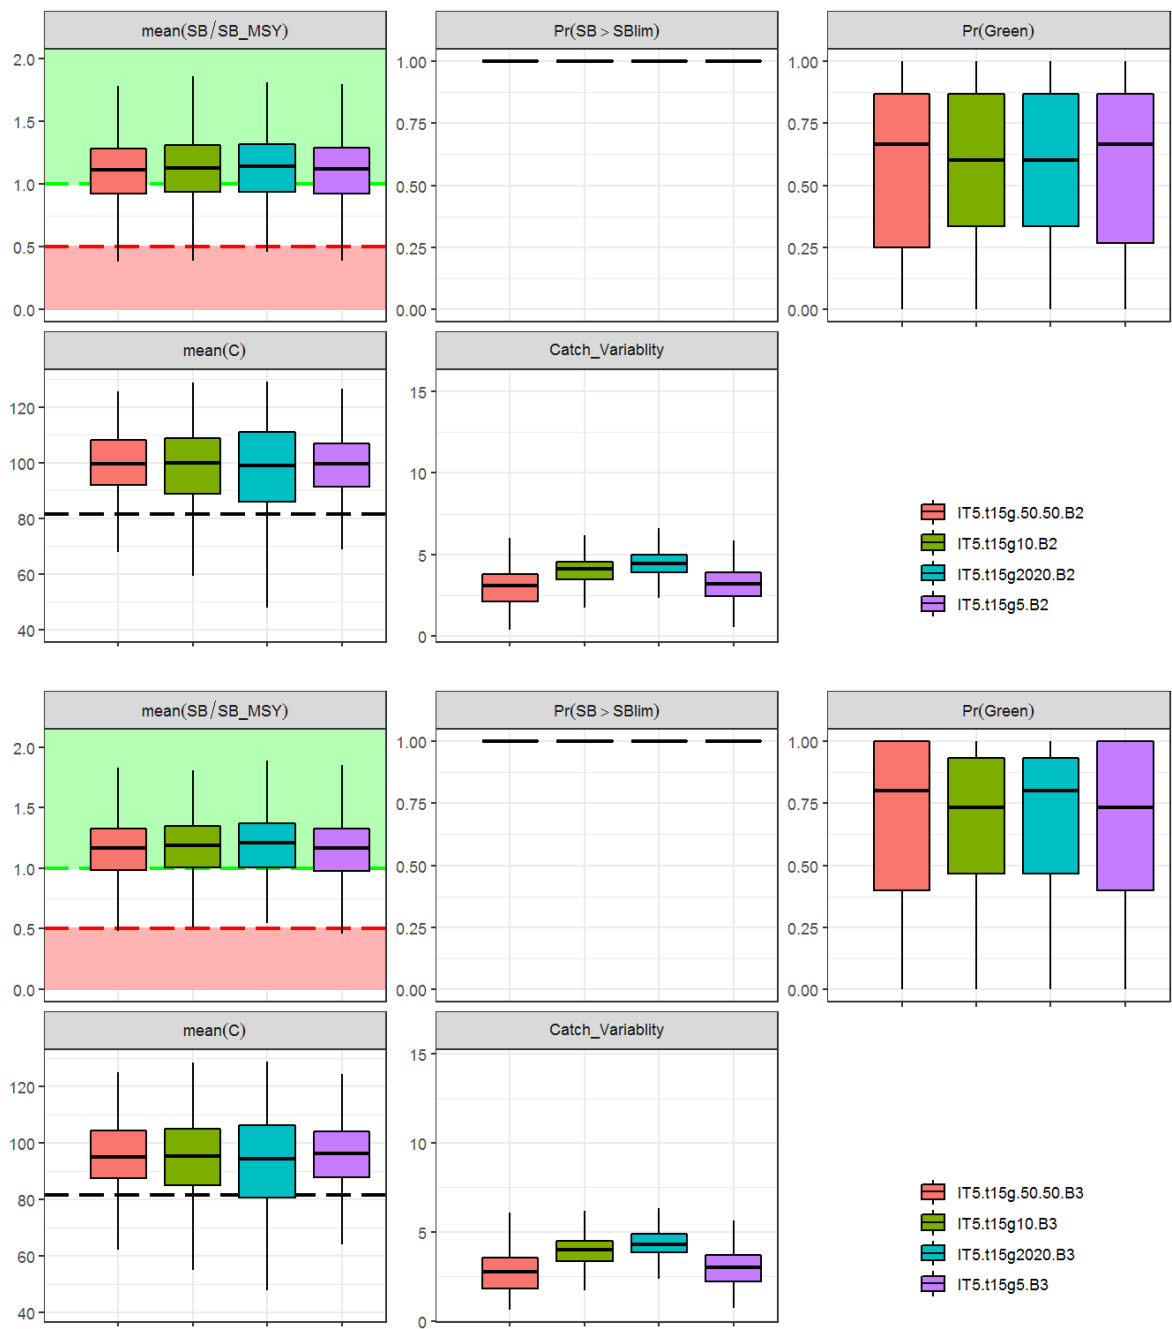 mean(SB/SB_MSY)
Pr(SB > SBlim)
Pr(Green)
2.0
1.5
1.0
0.5
0.0
1.00
0.75
0.50
0.25
0.00
1.00
0.75
0.50
0.25
0.00
mean(C)
Catch_Variablity
120
100
80
60
40
15
10
5
0
IT5.t15g.50.50.B2
IT5.t15g10.B2
IT5.t15g2020.B2
IT5.t15g5.B2
mean(SB/SB_MSY)
Pr(SB > SBlim)
Pr(Green)
2.0
1.5
1.0
0.5
0.0
1.00
0.75
0.50
0.25
0.00
1.00
0.75
0.50
0.25
0.00
mean(C)
Catch_Variablity
120
100
80
60
40
15
10
5
0
IT5.t15g.50.50.B3
IT5.t15g10.B3
IT5.t15g2020.B3
IT5.t15g5.B3